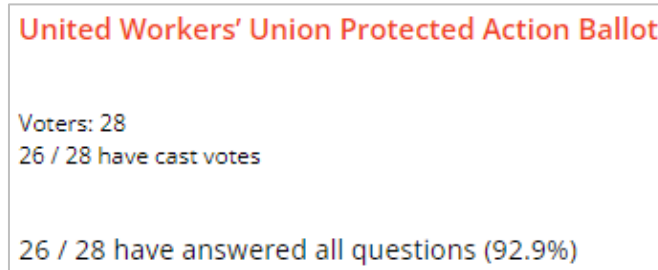 United Workers’ Union Protected Action Ballot
Voters: 28
26 / 28 have cast votes
26 / 28 have answered all questions (92.9%)